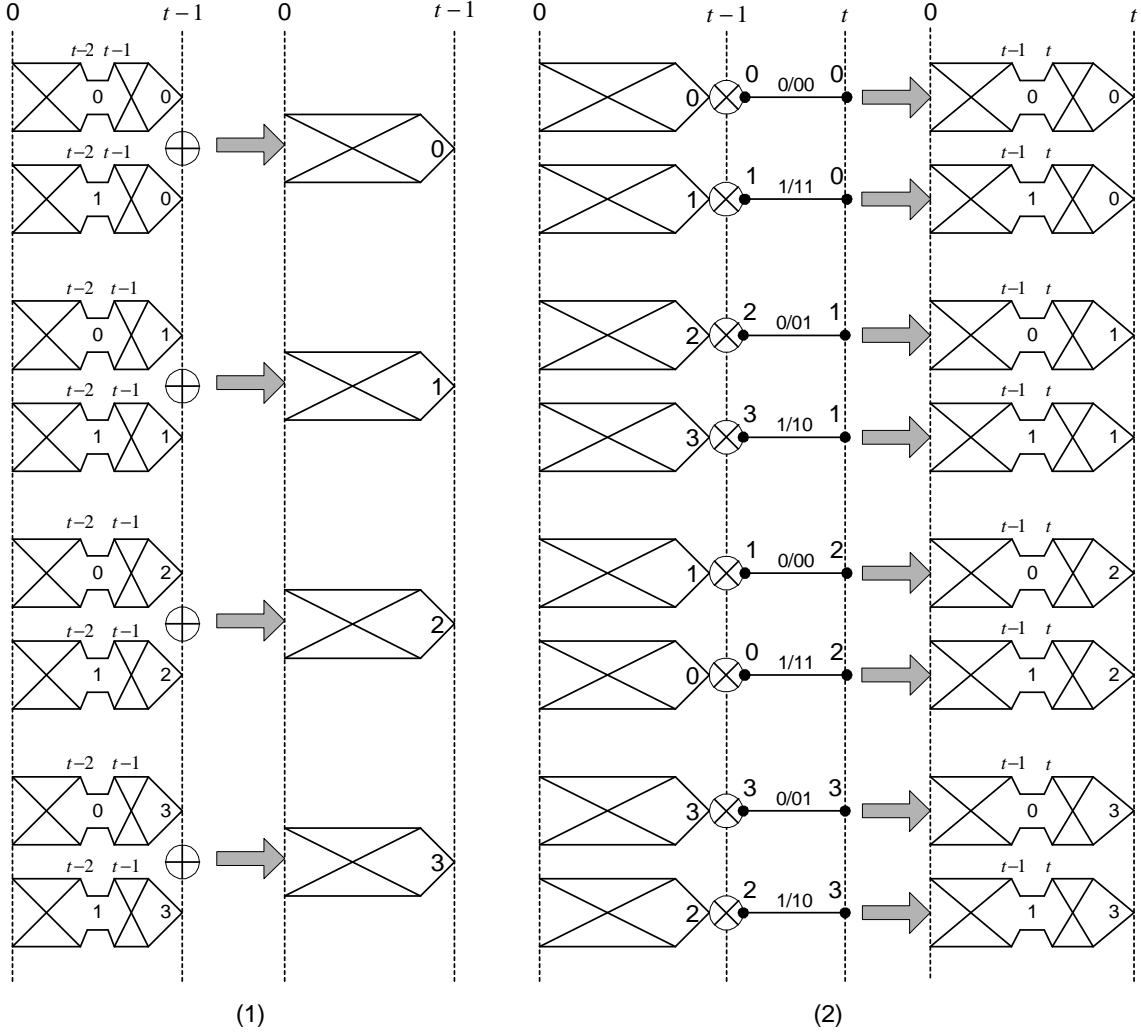 0 t−1 0 t−1 0 t−1 t 0 t
t−2 t−1 t−1 t
0 0 0 0 0/00 0 0 0
0
t−2 t−1 t−1 t
1 0 1 1 1/11 0 1 0
t−2 t−1 t−1 t
0 1 2 2 0/01 1 0 1
1
t−2 t−1 t−1 t
1 1 3 3 1/10 1 1 1
t−2 t−1 t−1 t
0 2 1 1 0/00 2 0 2
2
t−2 t−1 t−1 t
1 2 0 0 1/11 2 1 2
t−2 t−1 t−1 t
0 3 3 3 0/01 3 0 3
3
t−2 t−1 t−1 t
1 3 2 2 1/10 3 1 3
(1) (2)